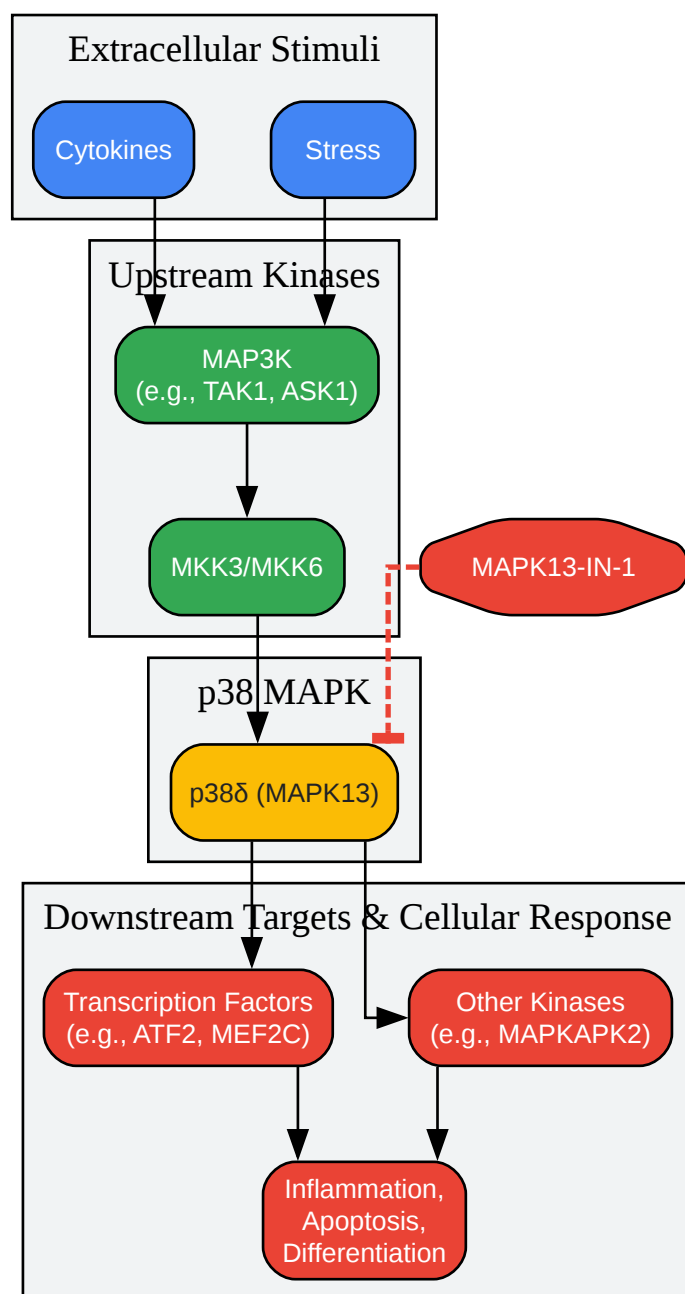 Extracellular Stimuli
Cytokines
Stress
Upstream Kinases
MAP3K
(e.g., TAK1, ASK1)
MKK3/MKK6
MAPK13-IN-1
p38 MAPK
p38δ (MAPK13)
Downstream Targets & Cellular Response
Transcription Factors
(e.g., ATF2, MEF2C)
Other Kinases
(e.g., MAPKAPK2)
Inflammation,
Apoptosis,
Differentiation